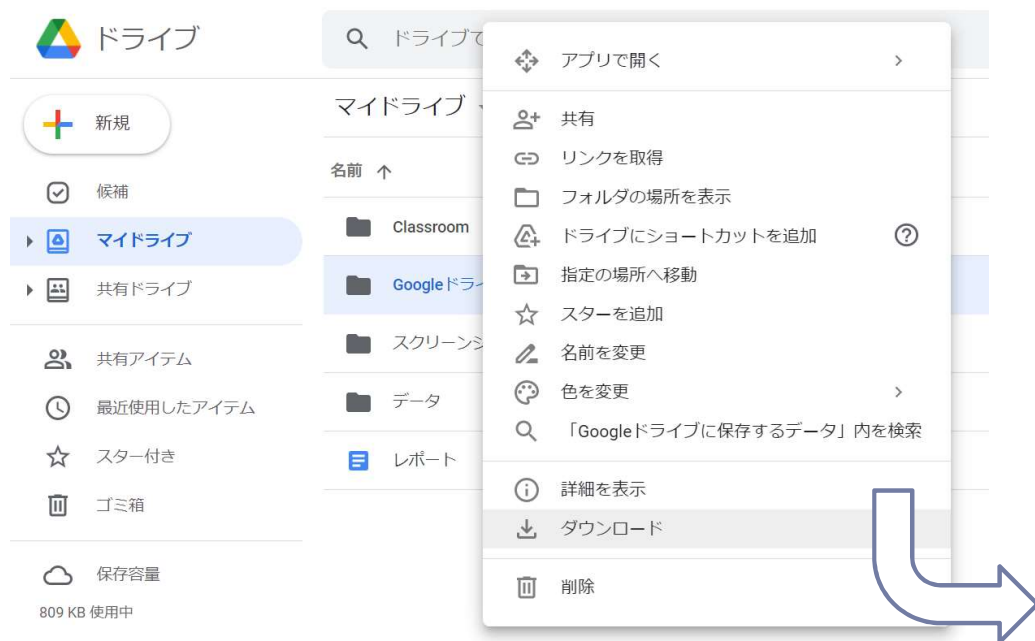 ドライブ
ドライブで
新規
候補
マイドライブ
共有ドライブ
共有アイテム
最近使用したアイテム
スター付き
ゴミ箱
保存容量
809 KB 使用中
マイドライブ
名前
Classroom
Googleドラ
スクリーンシ
データ
レポート
アプリで開く
共有
リンクを取得
フォルダの場所を表示
ドライブにショートカットを追加
指定の場所へ移動
スターを追加
名前を変更
色を変更
「Googleドライブに保存するデータ」内を検索
詳細を表示
ダウンロード
削除